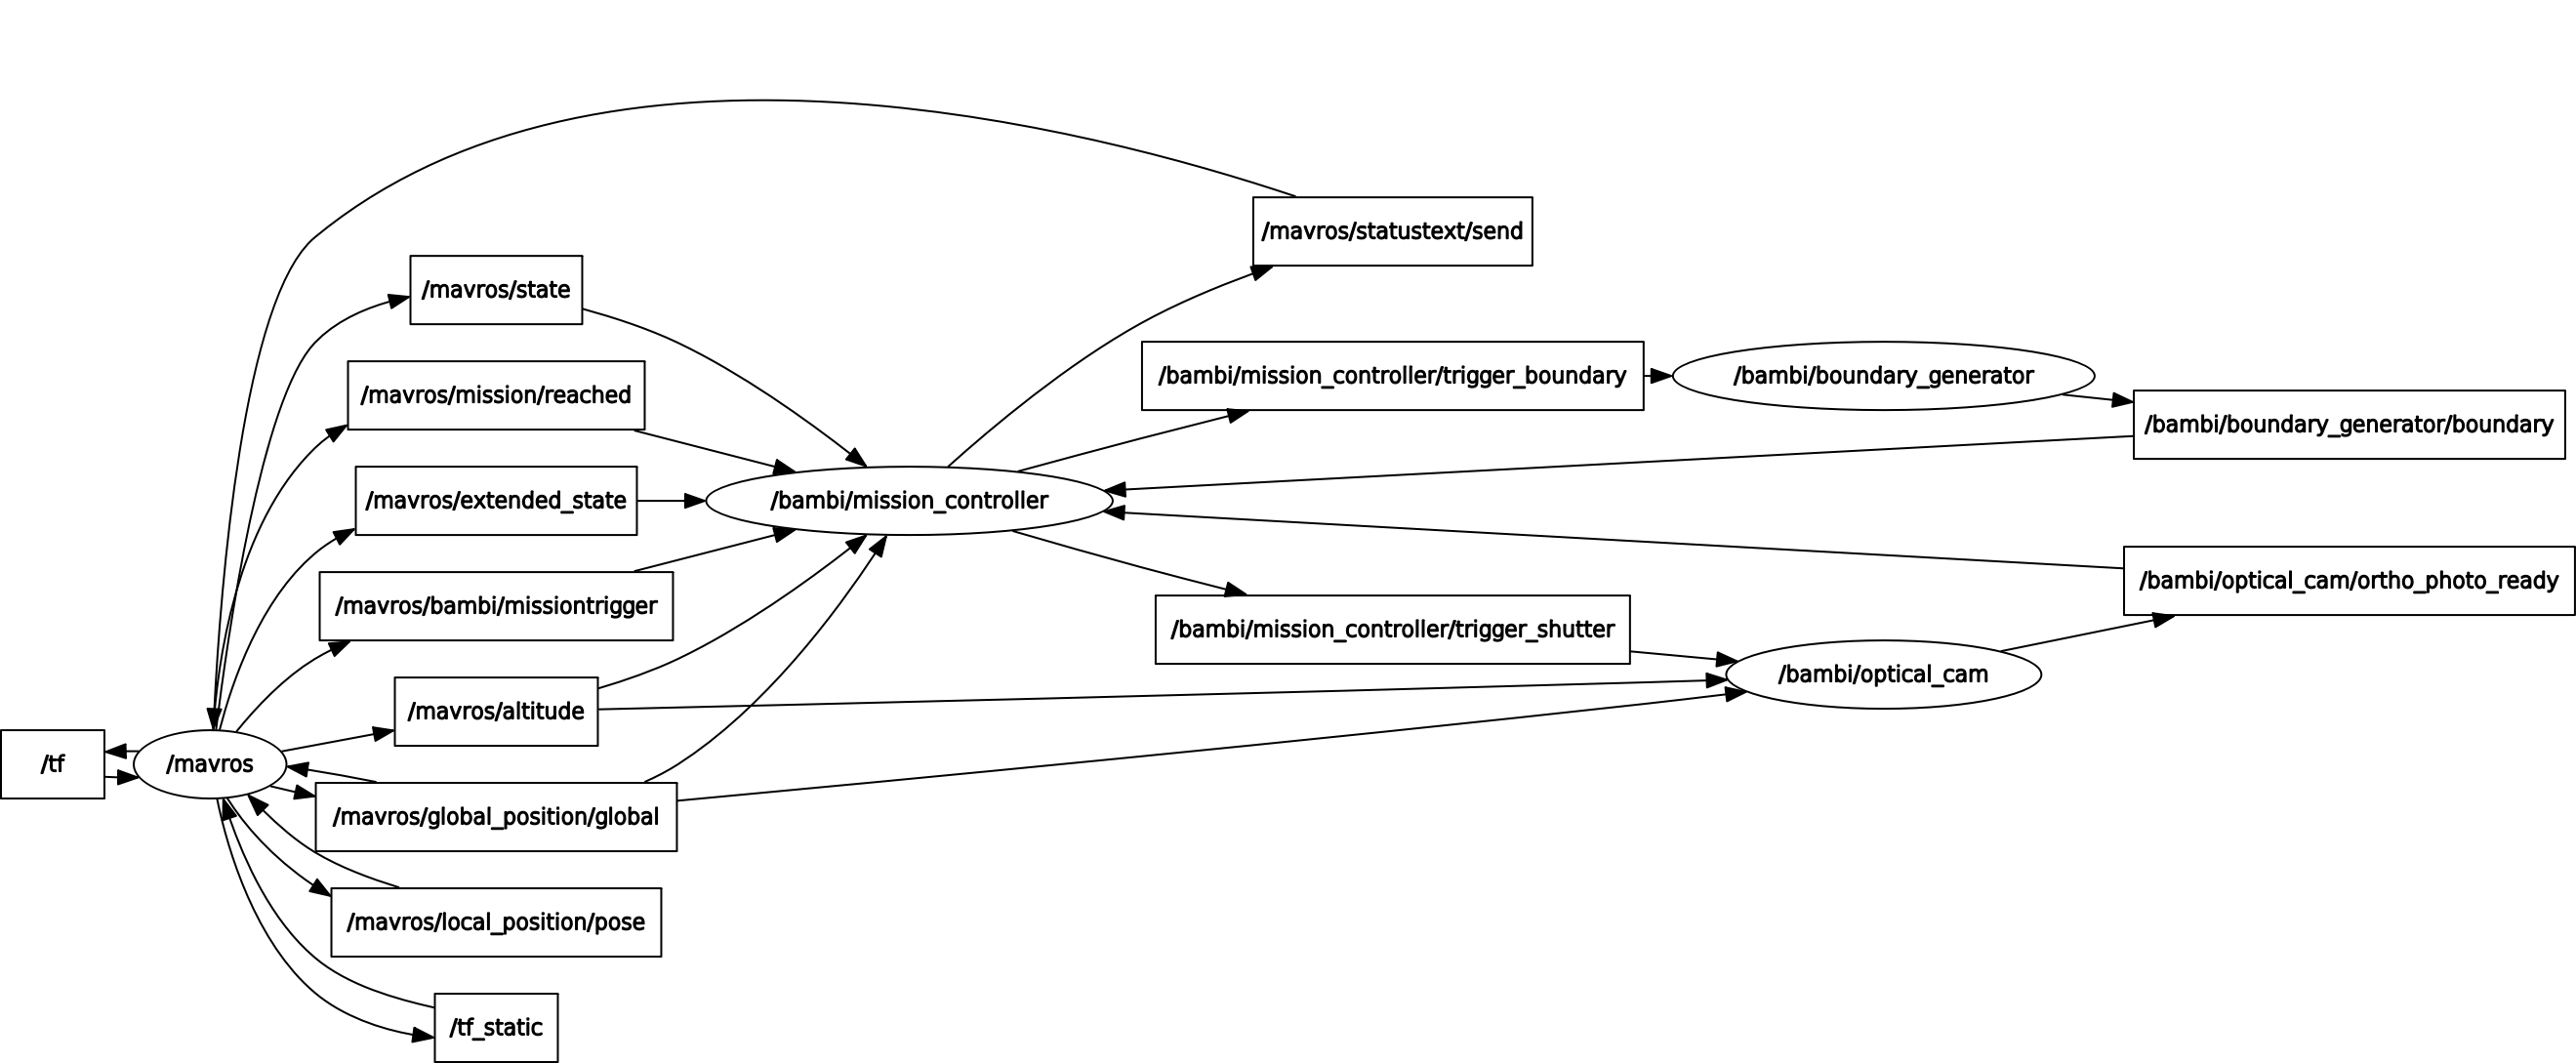 /mavros/statustext/send
/mavros/state
/bambi/mission_controller/trigger_boundary
/bambi/boundary_generator
/mavros/mission/reached
/bambi/boundary_generator/boundary
/mavros/extended_state
/bambi/mission_controller
/bambi/optical_cam/ortho_photo_ready
/mavros/bambi/missiontrigger
/bambi/mission_controller/trigger_shutter
/bambi/optical_cam
/mavros/altitude
/tf
/mavros
/mavros/global_position/global
/mavros/local_position/pose
/tf_static